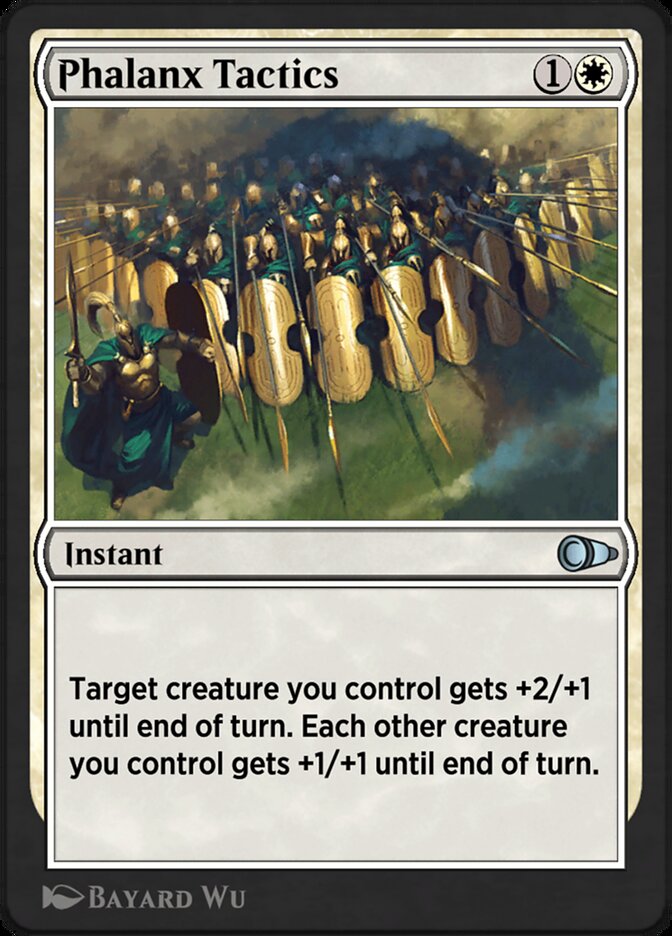 Phalanx Tactics 1
Instant
Target creature you control gets +2/+1
until end of turn. Each other creature
you control gets +1/+1 until end of turn.
Bayard Wu